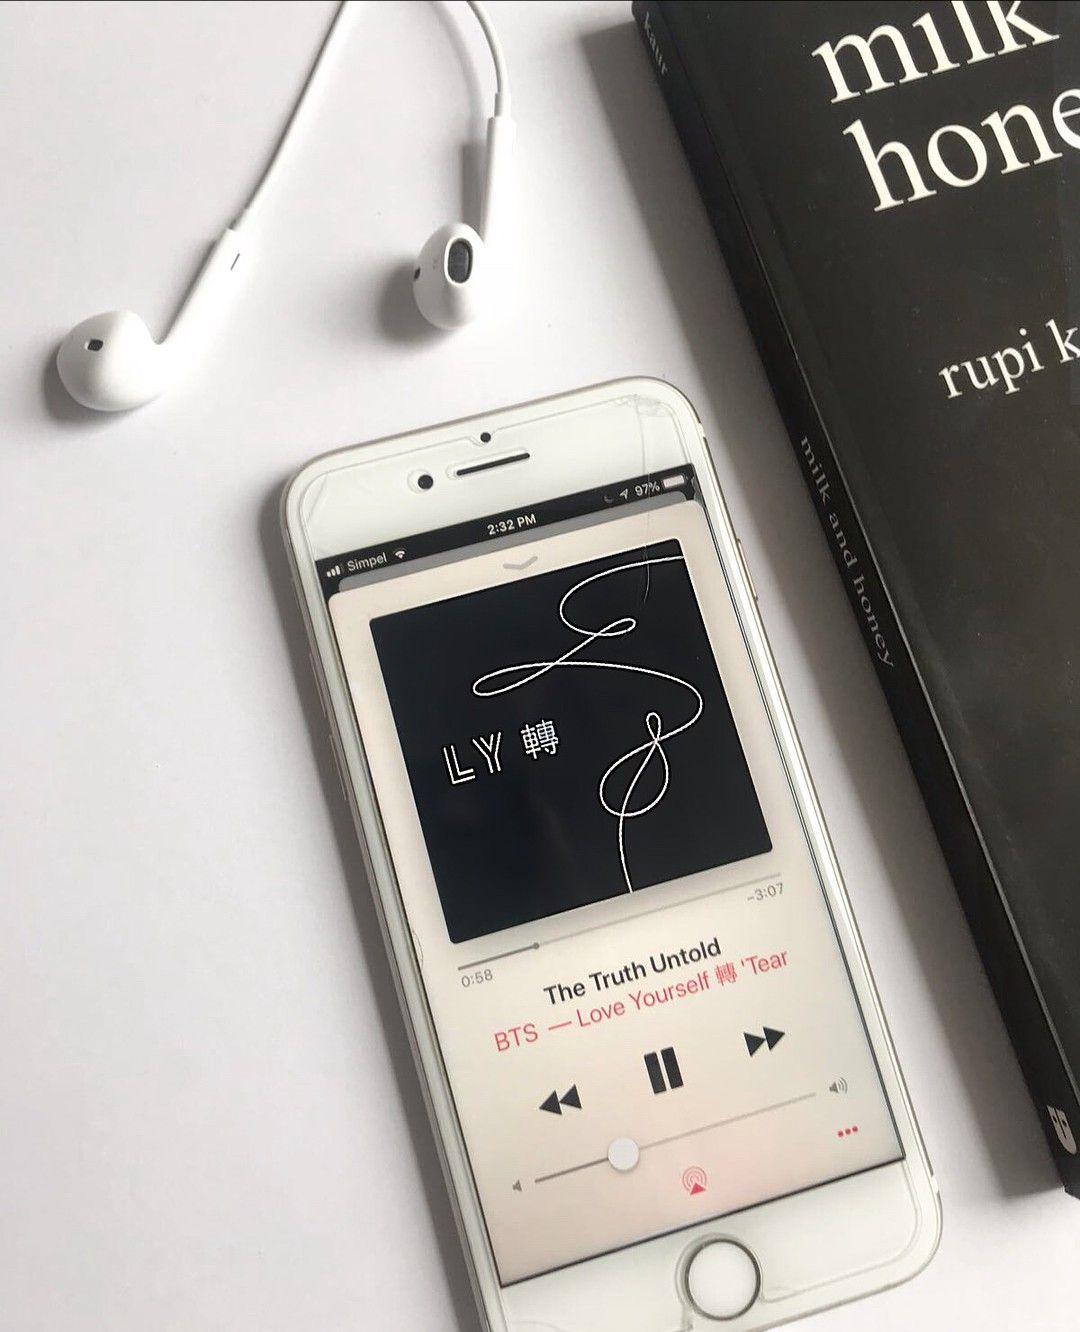 milk
hone
rupi k
kaur
milk and honey
Simpel
2:32 PM
97%
LY 轉
0:58
-3:07
The Truth Untold
BTS — Love Yourself 轉 'Tear